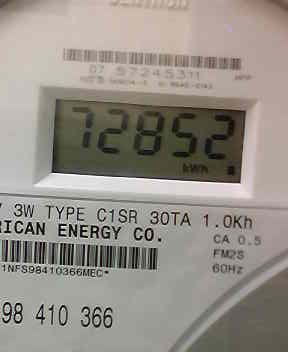 07 57245311
72852
kWh
V 3W TYPE C1SR 30TA 1.0Kh
RICAN ENERGY CO.
CA 0.5
FM2S
60Hz
1NFS98410366MEC*
98 410 366